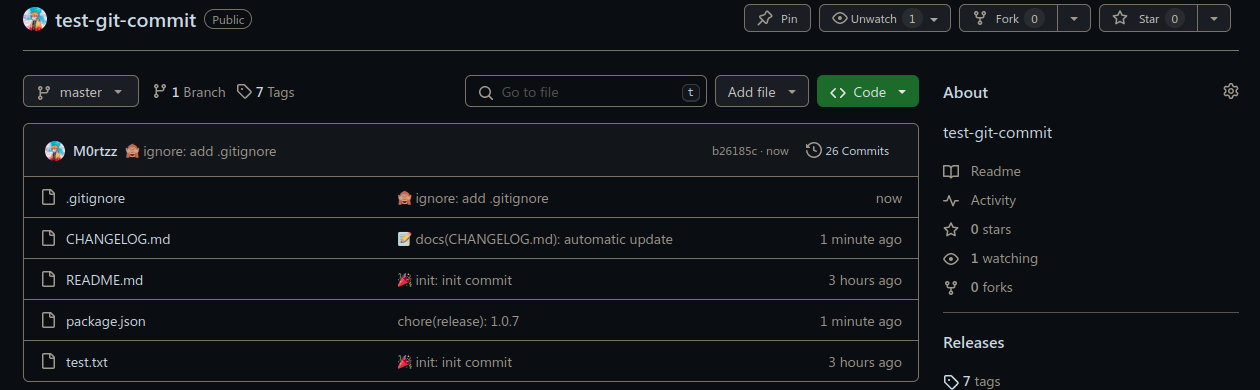 test-git-commit Public Pin Unwatch 1 Fork 0 Star 0
master 1 Branch 7 Tags Go to file t Add file Code
M0rtzz 🙈 ignore: add .gitignore b26185c · now 26 Commits
.gitignore 🙈 ignore: add .gitignore now
CHANGELOG.md 📝 docs(CHANGELOG.md): automatic update 1 minute ago
README.md 🎉 init: init commit 3 hours ago
package.json chore(release): 1.0.7 1 minute ago
test.txt 🎉 init: init commit 3 hours ago
About
test-git-commit
Readme
Activity
0 stars
1 watching
0 forks
Releases
7 tags